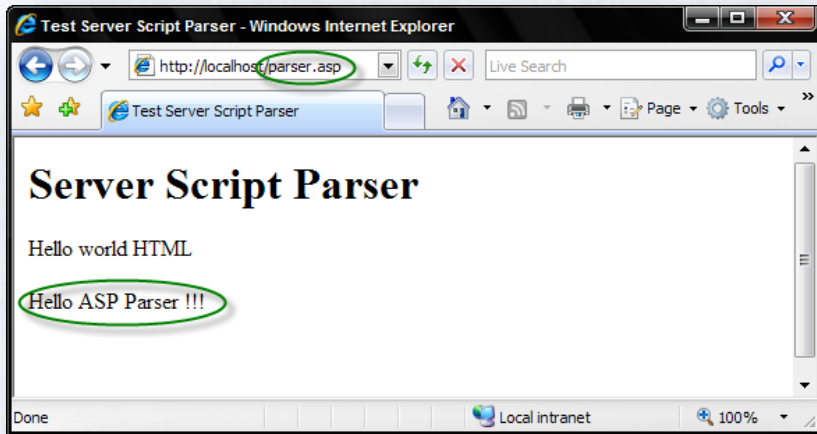 Test Server Script Parser - Windows Internet Explorer
http://localhost/parser.asp
Live Search
Test Server Script Parser
Page
Tools
Server Script Parser
Hello world HTML
Hello ASP Parser !!!
Done
Local intranet
100%